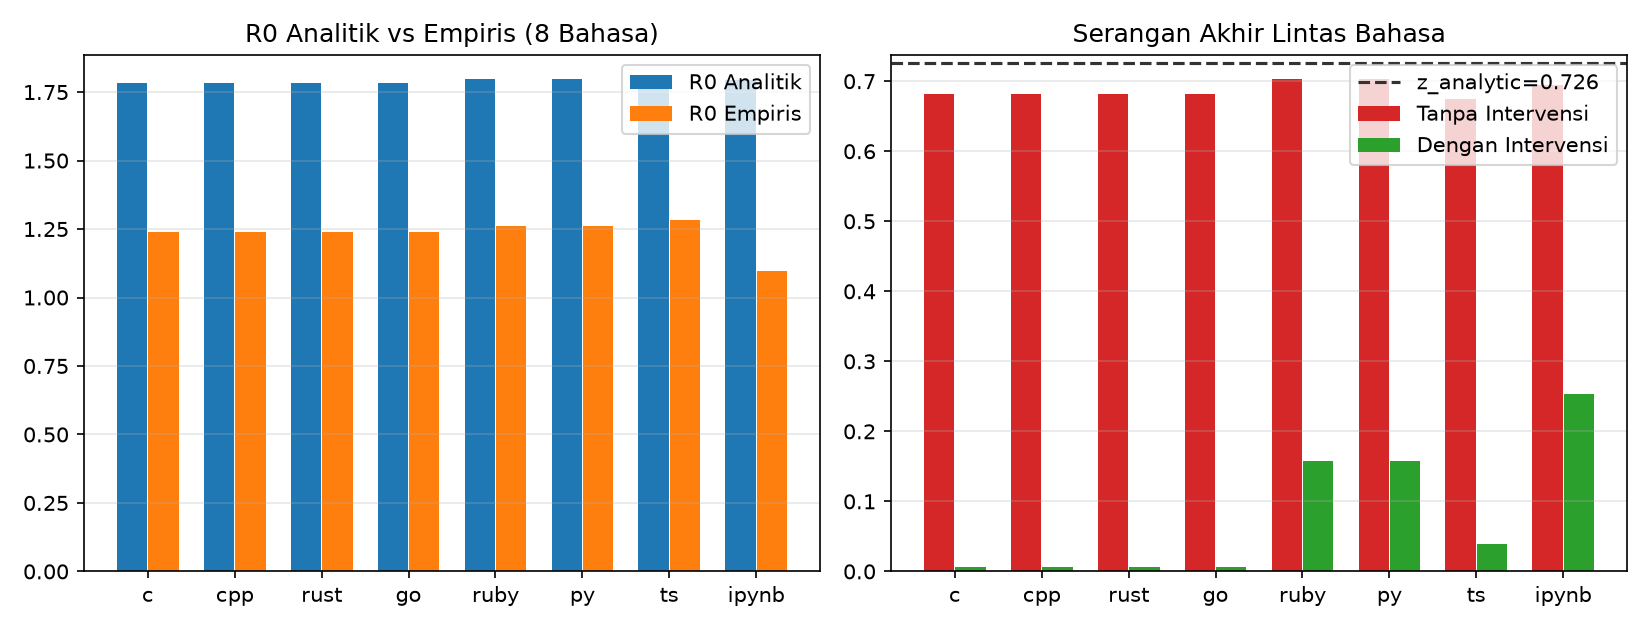 R0 Analitik vs Empiris (8 Bahasa)
R0 Analitik
R0 Empiris
1.75
1.50
1.25
1.00
0.75
0.50
0.25
0.00
c cpp rust go ruby py ts ipynb
Serangan Akhir Lintas Bahasa
z_analytic=0.726
Tanpa Intervensi
Dengan Intervensi
0.7
0.6
0.5
0.4
0.3
0.2
0.1
0.0
c cpp rust go ruby py ts ipynb